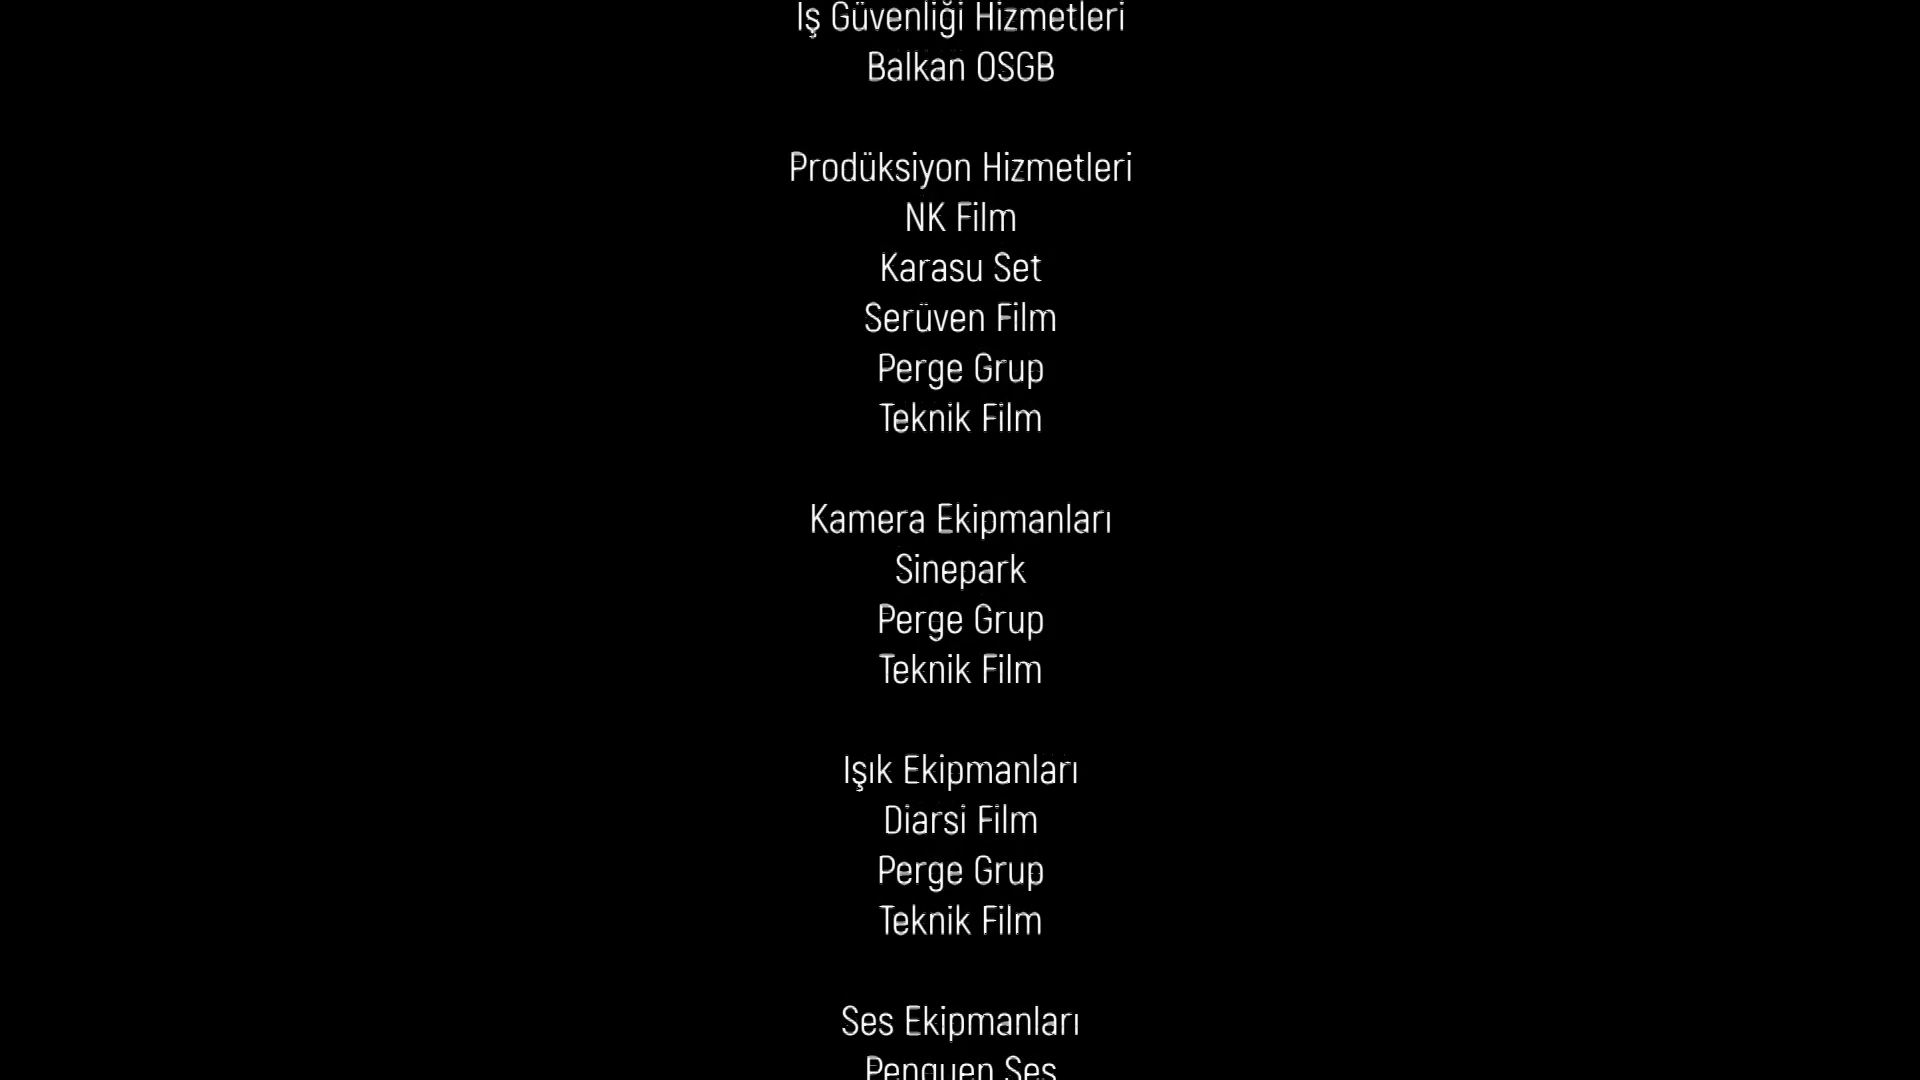 İş Güvenliği Hizmetleri
Balkan OSGB
Prodüksiyon Hizmetleri
NK Film
Karasu Set
Serüven Film
Perge Grup
Teknik Film
Kamera Ekipmanları
Sinepark
Perge Grup
Teknik Film
Işık Ekipmanları
Diarsi Film
Perge Grup
Teknik Film
Ses Ekipmanları
Penguen Ses